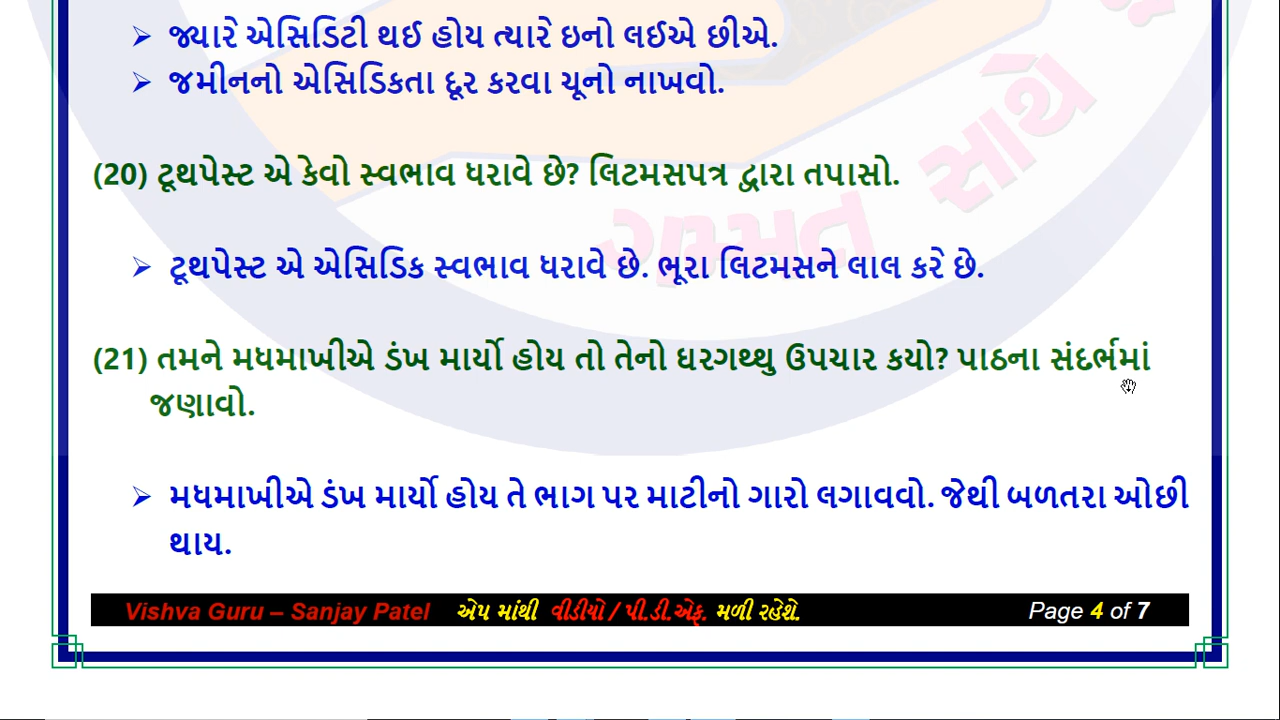 ➢ જ્યારે એસિડિટી થઈ હોય ત્યારે ઇનો લઈએ છીએ.
➢ જમીનનો એસિડિકતા દૂર કરવા ચૂનો નાખવો.
(20) ટૂથપેસ્ટ એ કેવો સ્વભાવ ધરાવે છે? લિટમસપત્ર દ્વારા તપાસો.
➢ ટૂથપેસ્ટ એ એસિડિક સ્વભાવ ધરાવે છે. ભૂરા લિટમસને લાલ કરે છે.
(21) તમને મધમાખીએ ડંખ માર્યો હોય તો તેનો ઘરગથ્થુ ઉપચાર કયો? પાઠના સંદર્ભમાં
જણાવો.
➢ મધમાખીએ ડંખ માર્યો હોય તે ભાગ પર માટીનો ગારો લગાવવો. જેથી બળતરા ઓછી
થાય.
Vishva Guru – Sanjay Patel એપ માંથી વીડીયો / પી.ડી.એફ. મળી રહેશે. Page 4 of 7
ગમ્મત સાથે